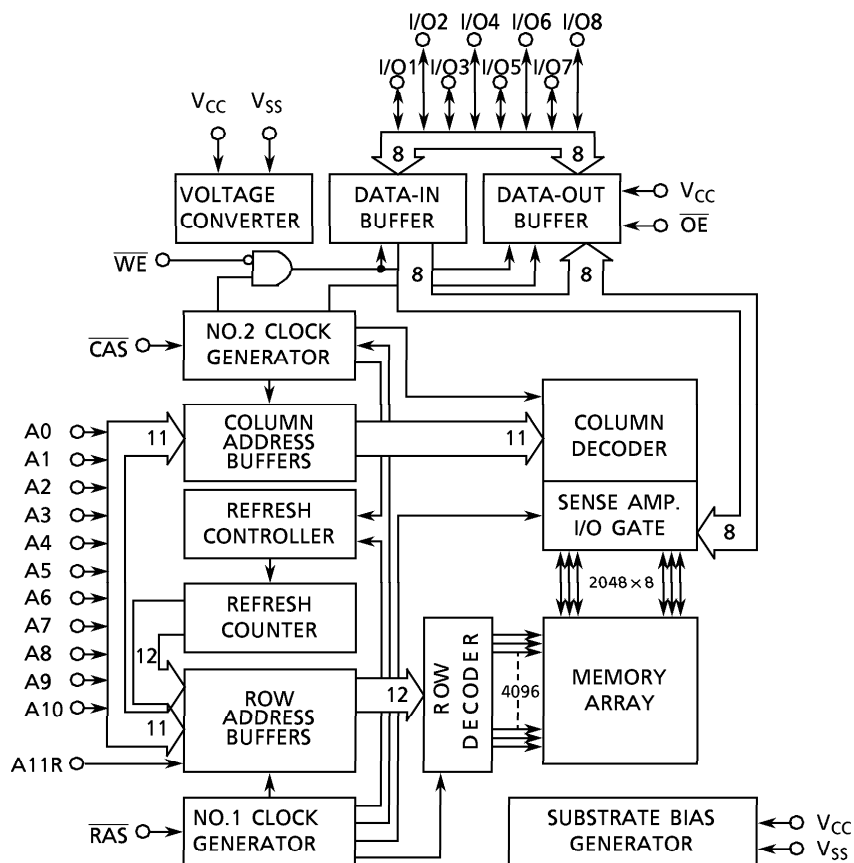 I/O2 I/O4 I/O6 I/O8
I/O1 I/O3 I/O5 I/O7
VCC VSS
8 8
VOLTAGE
CONVERTER
DATA-IN
BUFFER
DATA-OUT
BUFFER
VCC
OE
WE
8
CAS
NO.2 CLOCK
GENERATOR
A0
A1
A2
A3
A4
A5
A6
A7
A8
A9
A10
A11R
11
COLUMN
ADDRESS
BUFFERS
11
COLUMN
DECODER
REFRESH
CONTROLLER
SENSE AMP.
I/O GATE
8
2048×8
REFRESH
COUNTER
12
11
ROW
ADDRESS
BUFFERS
12
ROW
DECODER
4096
MEMORY
ARRAY
RAS
NO.1 CLOCK
GENERATOR
SUBSTRATE BIAS
GENERATOR
VCC
VSS